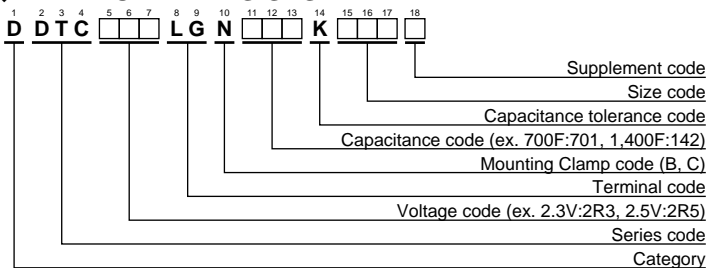 1 2 3 4 5 6 7 8 9 10 11 12 13 14 15 16 17 18
D D T C L G N K
Supplement code
Size code
Capacitance tolerance code
Capacitance code (ex. 700F:701, 1,400F:142)
Mounting Clamp code (B, C)
Terminal code
Voltage code (ex. 2.3V:2R3, 2.5V:2R5)
Series code
Category